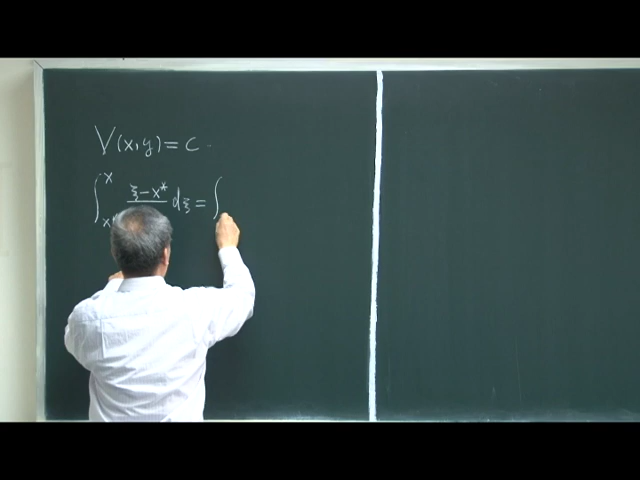 V(x,y) = c
∫_{x*}^{x} (ξ-x*)/ dξ = ∫